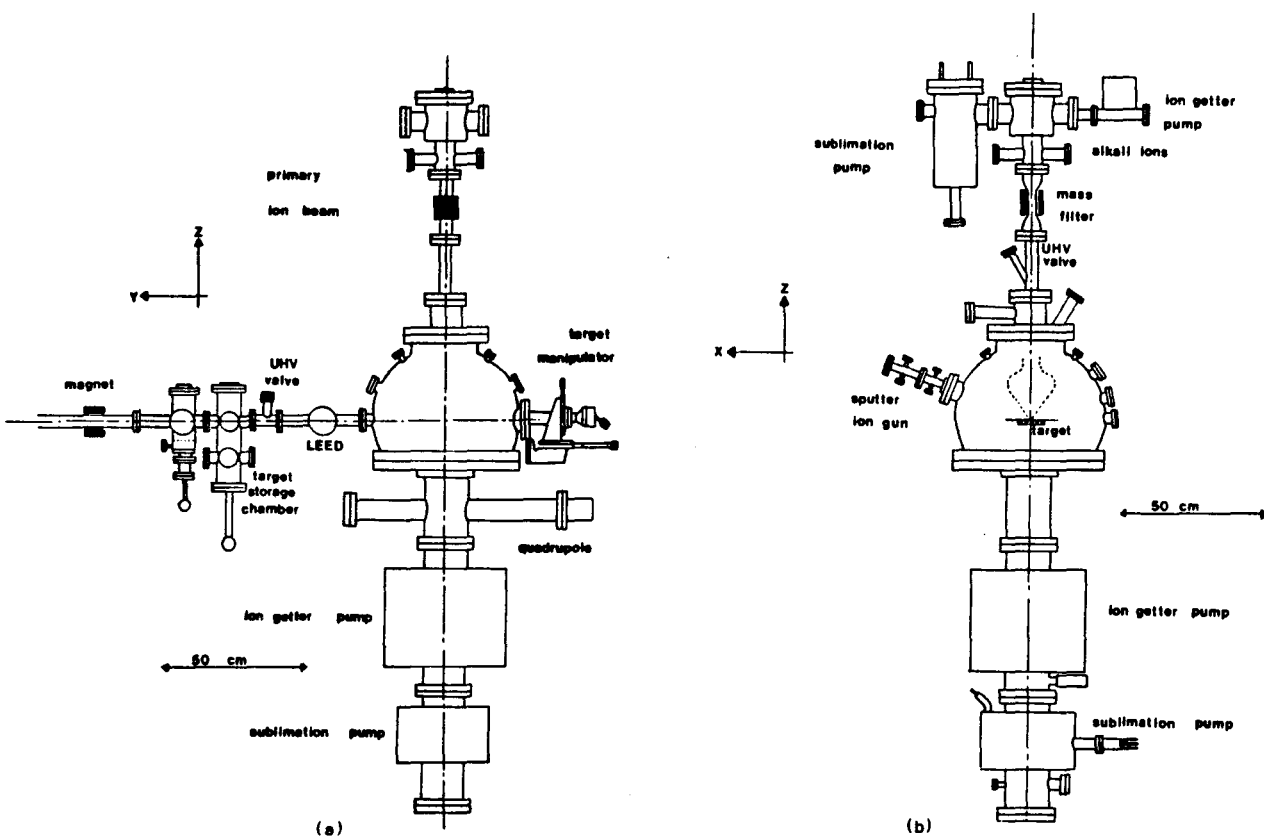 primary
ion beam
Z
Y
target
manipulator
UHV
valve
magnet
LEED
target
storage
chamber
quadrupole
ion getter pump
50 cm
sublimation pump
(a)
ion getter
pump
sublimation
pump
alkali ions
mass
filter
UHV
valve
Z
X
sputter
ion gun
target
50 cm
ion getter pump
sublimation pump
(b)